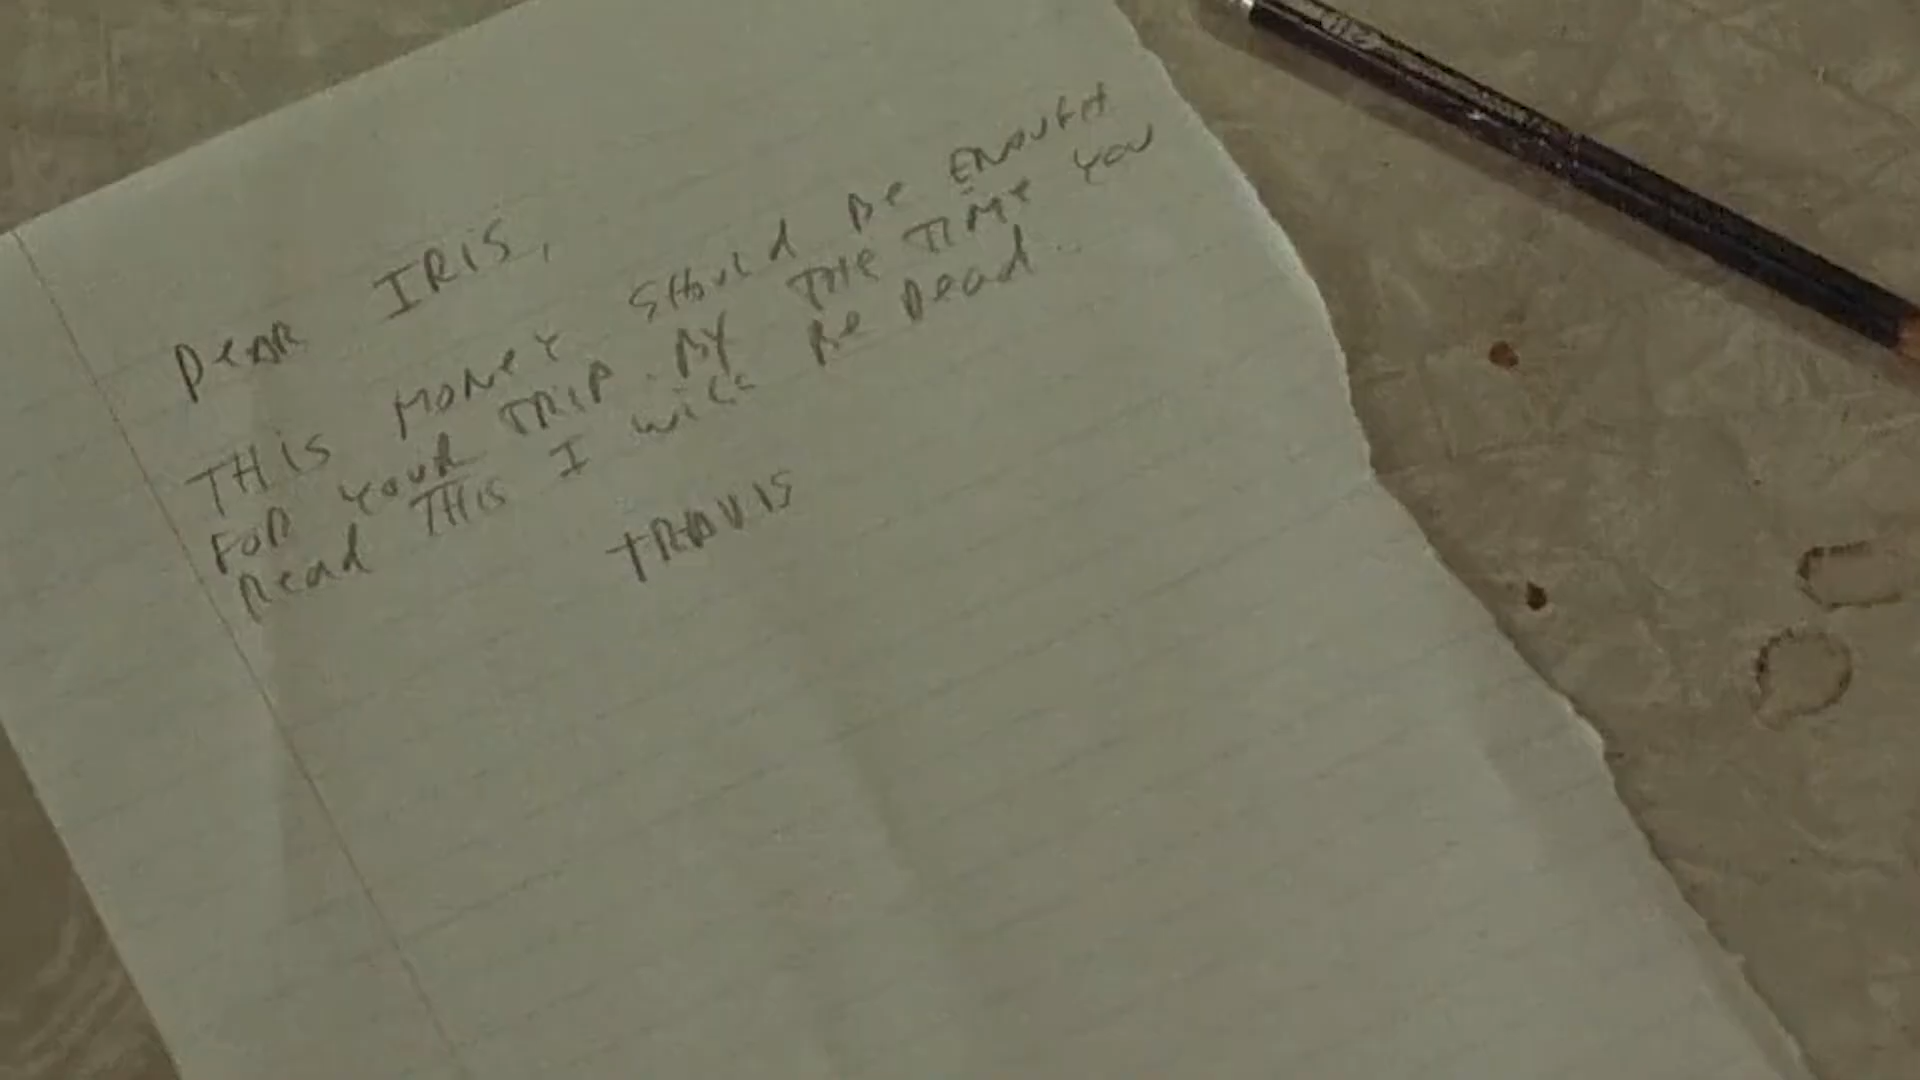 DeAR IRIS,
THis MONeY SHould Be ENOUGH
FOR YOUR TRIP. BY THe TIMe YOU
Read THis I will Be Dead.
TRAVIS